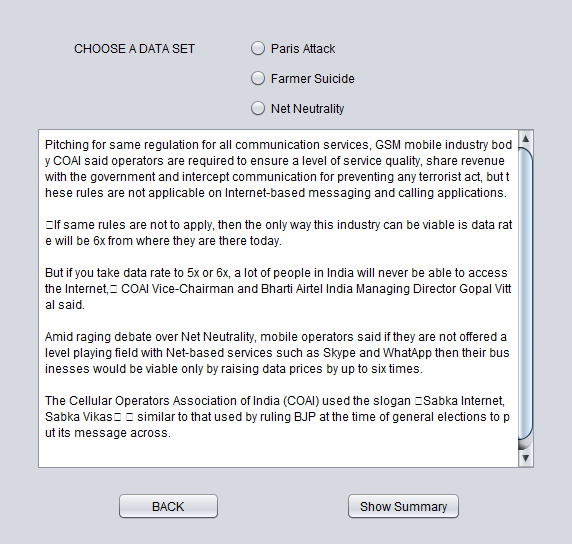 CHOOSE A DATA SET
Paris Attack
Farmer Suicide
Net Neutrality
Pitching for same regulation for all communication services, GSM mobile industry bod
y COAI said operators are required to ensure a level of service quality, share revenue
with the government and intercept communication for preventing any terrorist act, but t
hese rules are not applicable on Internet-based messaging and calling applications.
□If same rules are not to apply, then the only way this industry can be viable is data rat
e will be 6x from where they are there today.
But if you take data rate to 5x or 6x, a lot of people in India will never be able to access
the Internet,□ COAI Vice-Chairman and Bharti Airtel India Managing Director Gopal Vitt
al said.
Amid raging debate over Net Neutrality, mobile operators said if they are not offered a
level playing field with Net-based services such as Skype and WhatApp then their bus
inesses would be viable only by raising data prices by up to six times.
The Cellular Operators Association of India (COAI) used the slogan □Sabka Internet,
Sabka Vikas□ □ similar to that used by ruling BJP at the time of general elections to p
ut its message across.
BACK
Show Summary